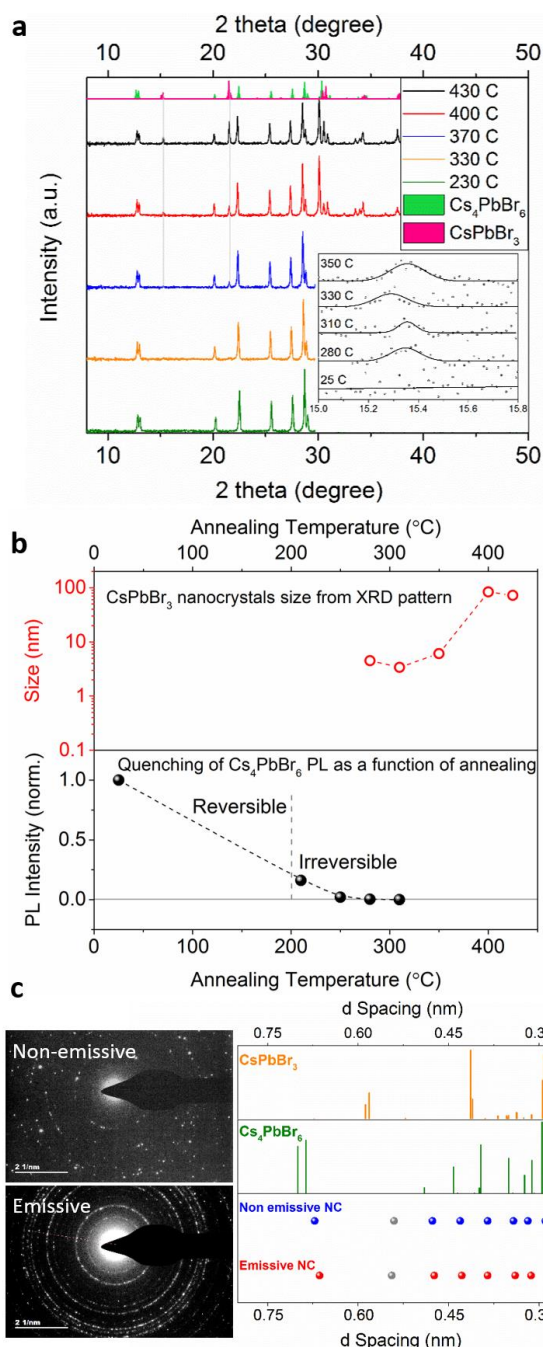 a
2 theta (degree)
10 20 30 40 50
430 C
400 C
370 C
330 C
230 C
Cs₄PbBr₆
CsPbBr₃
Intensity (a.u.)
350 C
330 C
310 C
280 C
25 C
15.0 15.2 15.4 15.6 15.8
10 20 30 40 50
2 theta (degree)
b
Annealing Temperature (°C)
0 100 200 300 400
CsPbBr₃ nanocrystals size from XRD pattern
Size (nm)
100
10
1
0.1
Quenching of Cs₄PbBr₆ PL as a function of annealing
PL Intensity (norm.)
1.0
0.5
0.0
Reversible
Irreversible
0 100 200 300 400
Annealing Temperature (°C)
c
Non-emissive
2 1/nm
Emissive
2 1/nm
d Spacing (nm)
0.75 0.60 0.45 0.3
CsPbBr₃
Cs₄PbBr₆
Non emissive NC
Emissive NC
0.75 0.60 0.45 0.3
d Spacing (nm)